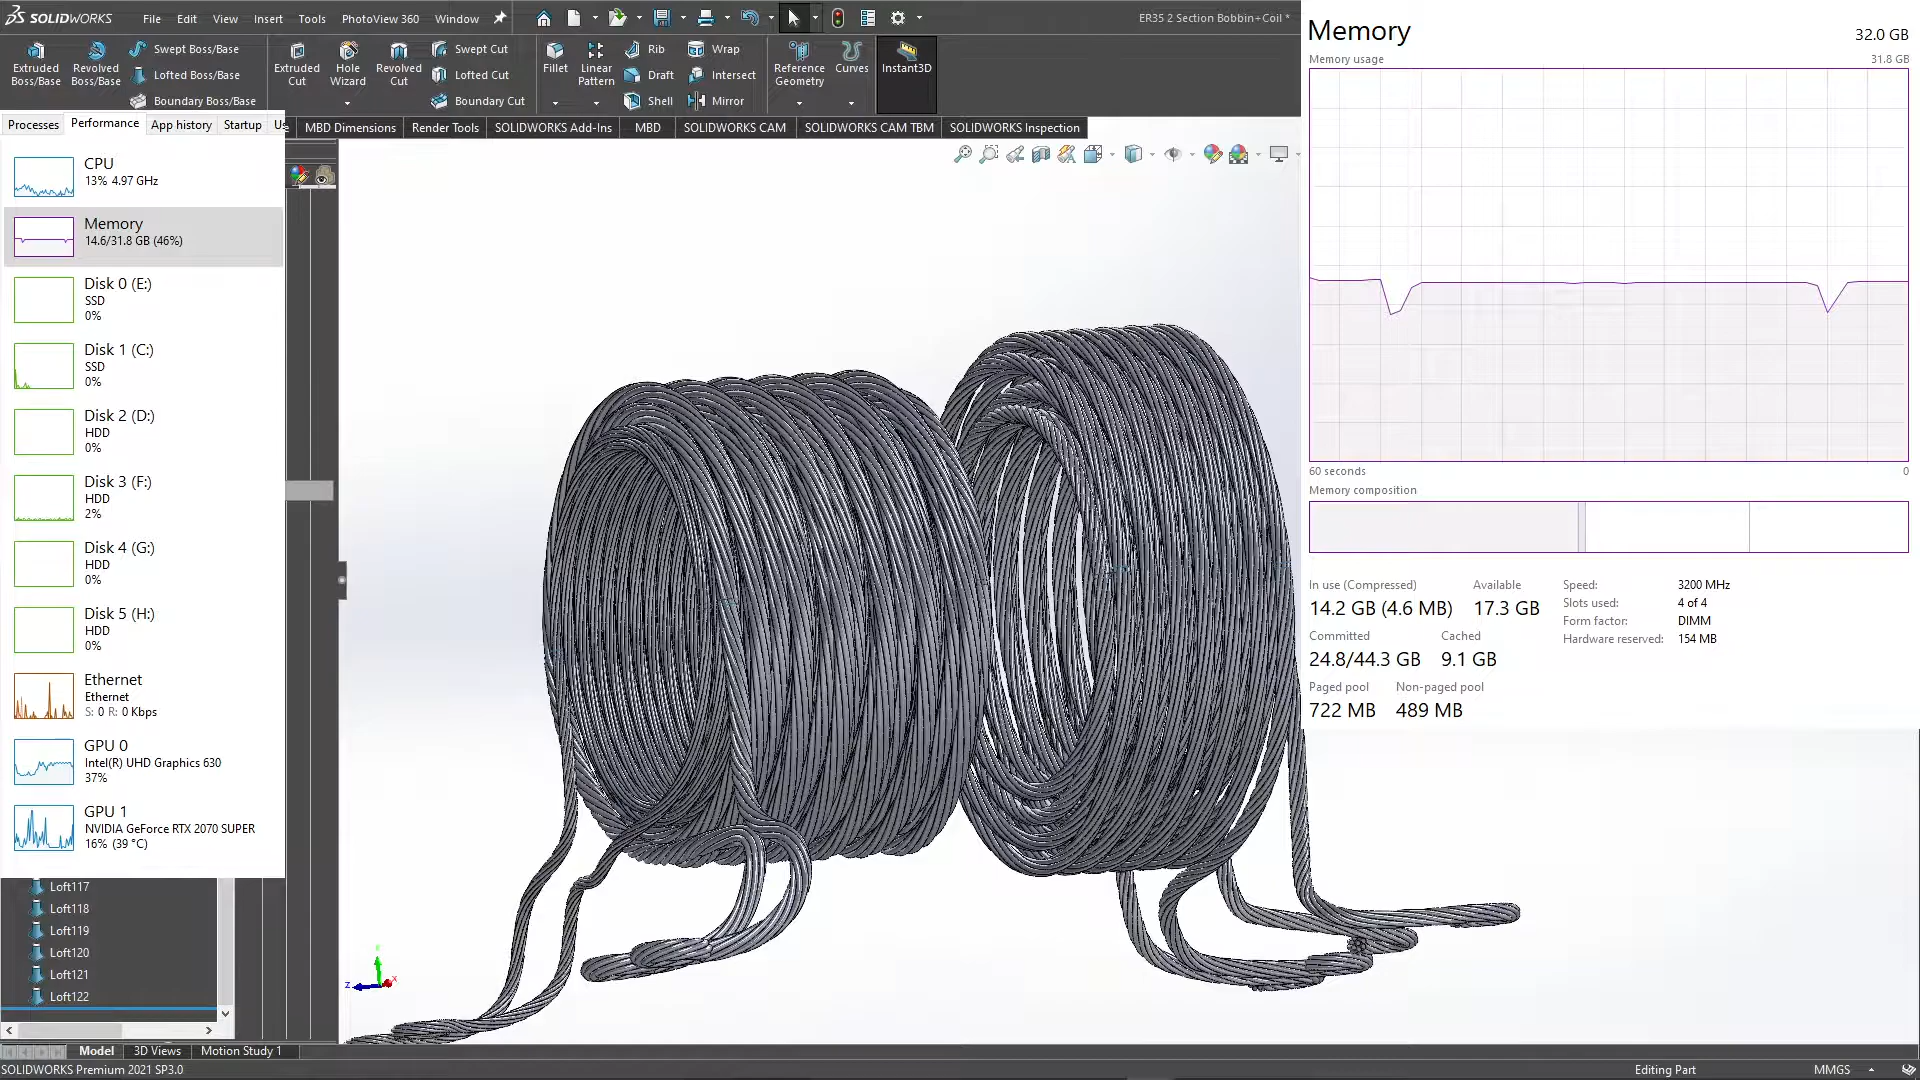 SOLIDWORKS
File Edit View Insert Tools PhotoView 360 Window
ER35 2 Section Bobbin+Coil *
Extruded Boss/Base
Revolved Boss/Base
Swept Boss/Base
Lofted Boss/Base
Boundary Boss/Base
Extruded Cut
Hole Wizard
Revolved Cut
Swept Cut
Lofted Cut
Boundary Cut
Fillet
Linear Pattern
Rib
Draft
Shell
Wrap
Intersect
Mirror
Reference Geometry
Curves
Instant3D
MBD Dimensions Render Tools SOLIDWORKS Add-Ins MBD SOLIDWORKS CAM SOLIDWORKS CAM TBM SOLIDWORKS Inspection
Processes Performance App history Startup
CPU
13% 4.97 GHz
Memory
14.6/31.8 GB (46%)
Disk 0 (E:)
SSD
0%
Disk 1 (C:)
SSD
0%
Disk 2 (D:)
HDD
0%
Disk 3 (F:)
HDD
2%
Disk 4 (G:)
HDD
0%
Disk 5 (H:)
HDD
0%
Ethernet
Ethernet
S: 0 R: 0 Kbps
GPU 0
Intel(R) UHD Graphics 630
37%
GPU 1
NVIDIA GeForce RTX 2070 SUPER
16% (39 °C)
Loft117
Loft118
Loft119
Loft120
Loft121
Loft122
Z
X
Memory 32.0 GB
Memory usage 31.8 GB
60 seconds 0
Memory composition
In use (Compressed) Available
14.2 GB (4.6 MB) 17.3 GB
Committed Cached
24.8/44.3 GB 9.1 GB
Paged pool Non-paged pool
722 MB 489 MB
Speed: 3200 MHz
Slots used: 4 of 4
Form factor: DIMM
Hardware reserved: 154 MB
Model 3D Views Motion Study 1
SOLIDWORKS Premium 2021 SP3.0
Editing Part MMGS